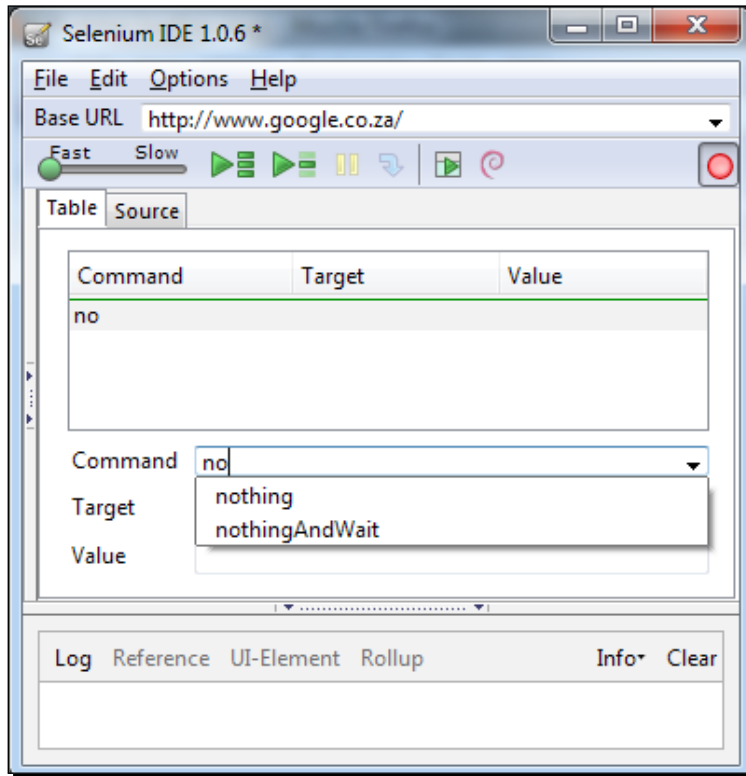 Selenium IDE 1.0.6 *
File Edit Options Help
Base URL http://www.google.co.za/
Fast Slow
Table Source
Command Target Value
no
Command no
nothing
Target
nothingAndWait
Value
Log Reference UI-Element Rollup Info Clear